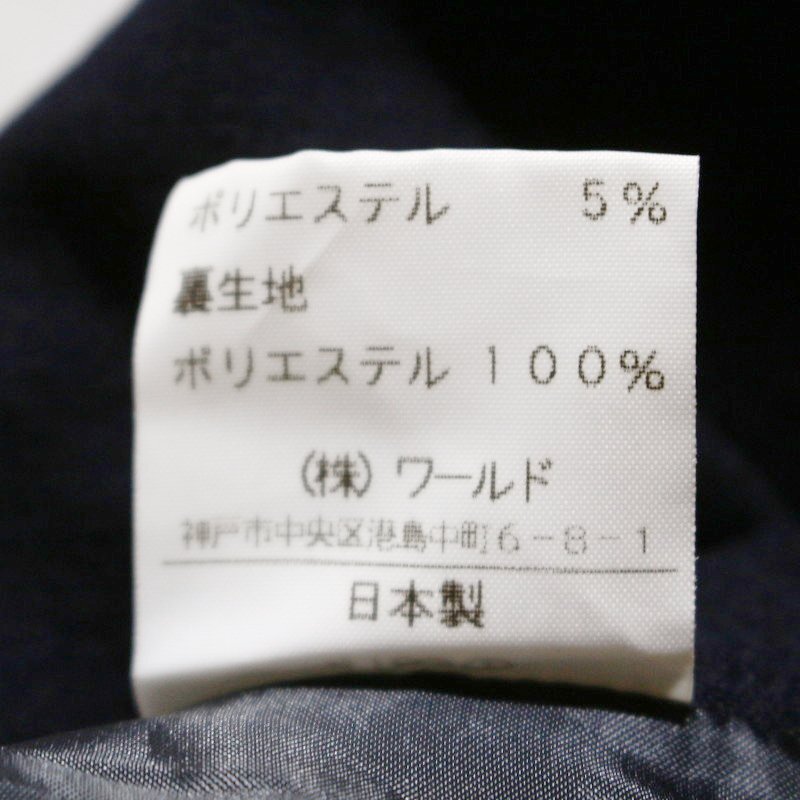 ポリエステル 5%
裏生地
ポリエステル 100%
(株) ワールド
神戸市中央区港島中町6-8-1
日本製